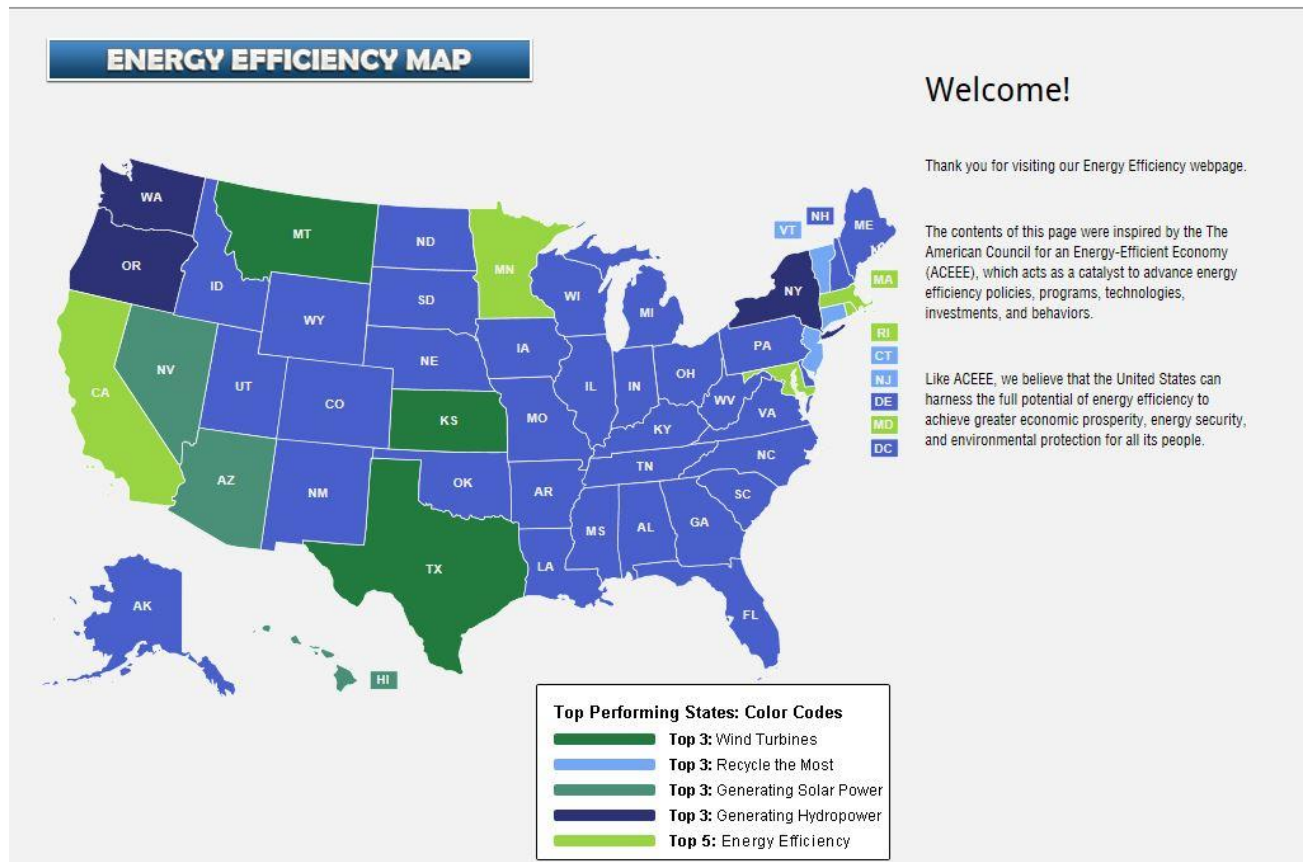 ENERGY EFFICIENCY MAP
Welcome!
Thank you for visiting our Energy Efficiency webpage.
The contents of this page were inspired by the The
American Council for an Energy-Efficient Economy
(ACEEE), which acts as a catalyst to advance energy
efficiency policies, programs, technologies,
investments, and behaviors.
Like ACEEE, we believe that the United States can
harness the full potential of energy efficiency to
achieve greater economic prosperity, energy security,
and environmental protection for all its people.
WA
MT
ND
MN
OR
ID
SD
WY
WI
MI
NH
VT
ME
NY
MA
RI
CT
NJ
DE
MD
DC
CA
NV
UT
CO
NE
IA
IL
IN
OH
PA
WV
VA
KS
MO
KY
AZ
NM
OK
AR
TN
NC
SC
MS
AL
GA
TX
LA
FL
AK
HI
Top Performing States: Color Codes
Top 3: Wind Turbines
Top 3: Recycle the Most
Top 3: Generating Solar Power
Top 3: Generating Hydropower
Top 5: Energy Efficiency